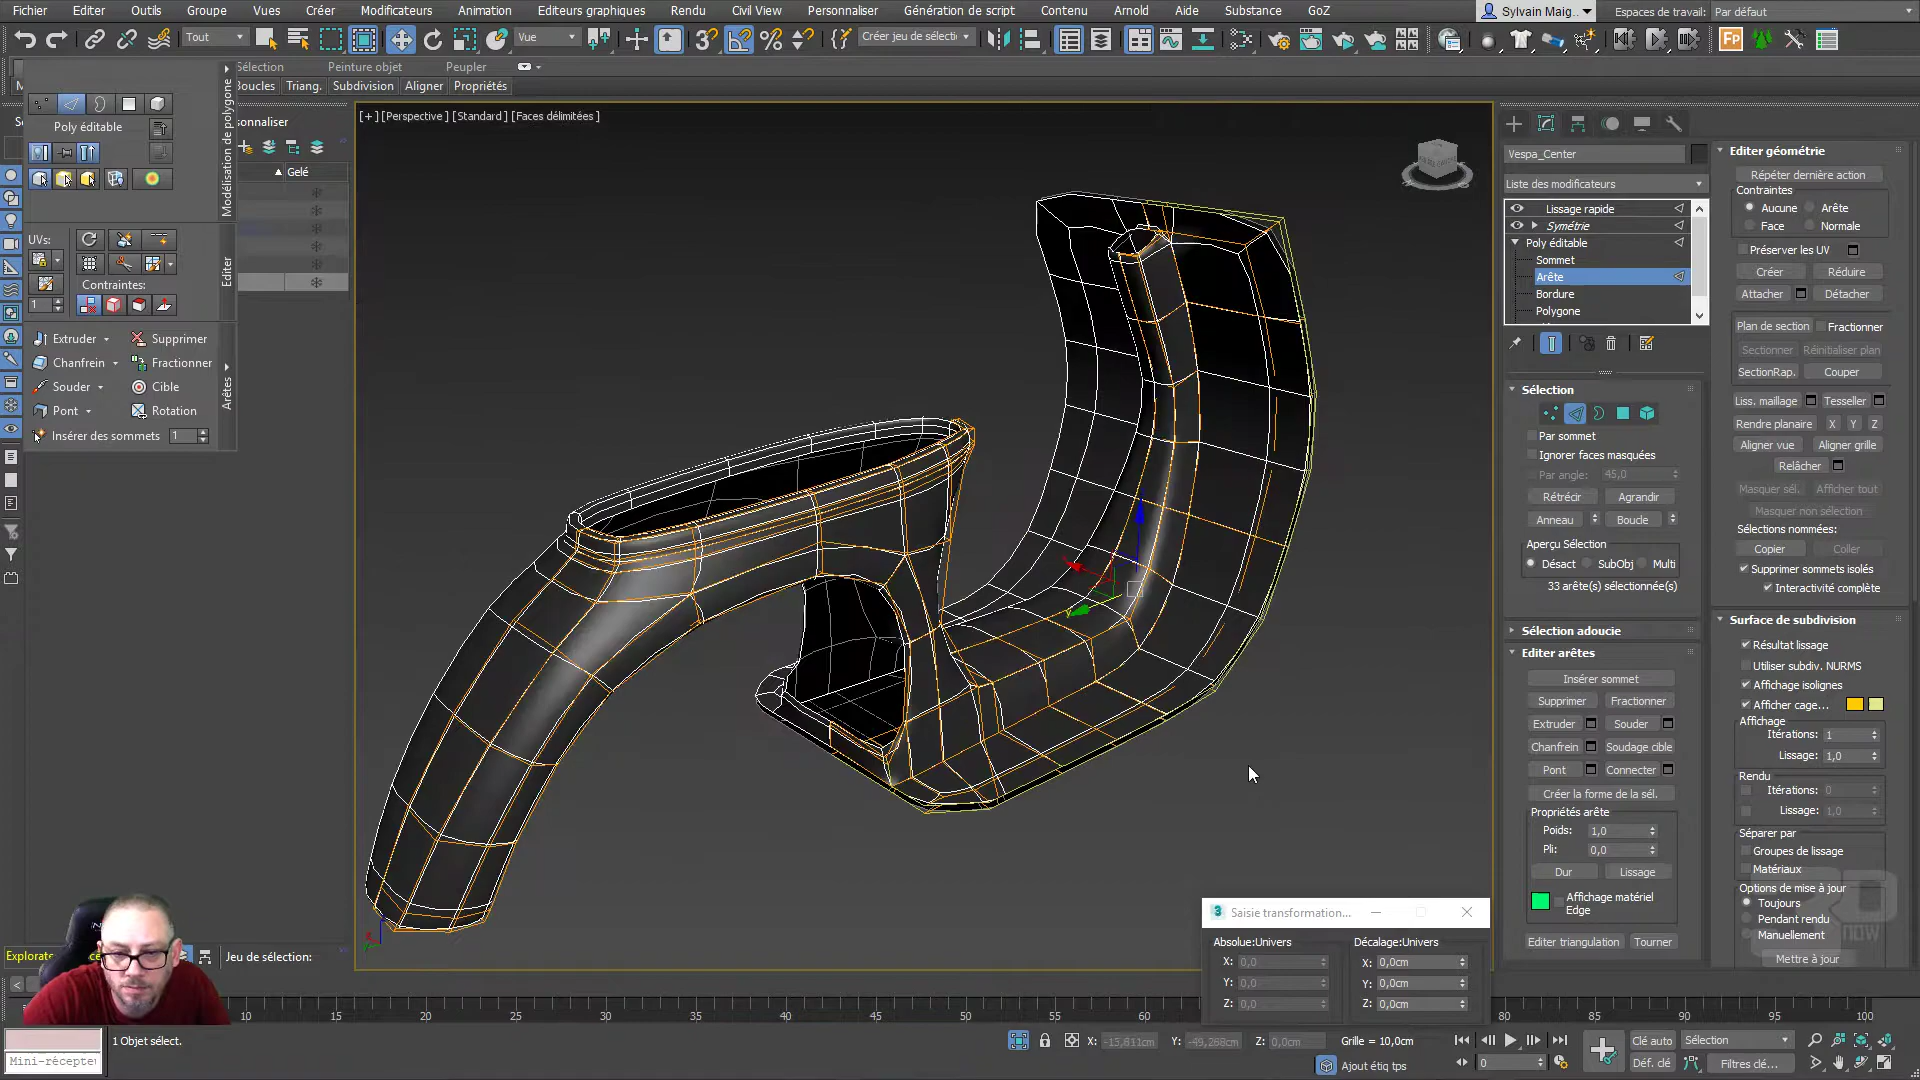 Fichier Editer Outils Groupe Vues Créer Modificateurs Animation Editeurs graphiques Rendu Civil View Personnaliser Génération de script Contenu Arnold Aide Substance GoZ Sylvain Maig... Espaces de travail: Par défaut
Tout Vue Créer jeu de sélecti
Sélection Peinture objet Peupler
Boucles Triang. Subdivision Aligner Propriétés
Modélisation de polygone
Poly éditable
UVs:
1
Contraintes:
Editer
Extruder Supprimer
Chanfrein Fractionner
Souder Cible
Pont Rotation
Insérer des sommets 1
Arêtes
sonnaliser
Gelé
[+] [Perspective] [Standard] [Faces délimitées]
Vespa_Center
Liste des modificateurs
Lissage rapide
Symétrie
Poly éditable
Sommet
Arête
Bordure
Polygone
Sélection
Par sommet
Ignorer faces masquées
Par angle: 45,0
Rétrécir Agrandir
Anneau Boucle
Aperçu Sélection
Désact SubObj Multi
33 arête(s) sélectionnée(s)
Sélection adoucie
Editer arêtes
Insérer sommet
Supprimer Fractionner
Extruder Souder
Chanfrein Soudage cible
Pont Connecter
Créer la forme de la sél.
Propriétés arête
Poids: 1,0
Pli: 0,0
Dur Lissage
Affichage matériel
Edge
Editer triangulation Tourner
Editer géométrie
Répéter dernière action
Contraintes
Aucune Arête
Face Normale
Préserver les UV
Créer Réduire
Attacher Détacher
Plan de section Fractionner
Sectionner Réinitialiser plan
SectionRap. Couper
Liss. maillage Tesseller
Rendre planaire X Y Z
Aligner vue Aligner grille
Relâcher
Masquer sél. Afficher tout
Masquer non sélection
Sélections nommées:
Copier Coller
Supprimer sommets isolés
Interactivité complète
Surface de subdivision
Résultat lissage
Utiliser subdiv. NURMS
Affichage isolignes
Afficher cage...
Affichage
Itérations: 1
Lissage: 1,0
Rendu
Itérations: 0
Lissage: 1,0
Séparer par
Groupes de lissage
Matériaux
Options de mise à jour
Toujours
Pendant rendu
Manuellement
Mettre à jour
Saisie transformation...
Absolue:Univers Décalage:Univers
X: 0,0 X: 0,0cm
Y: 0,0 Y: 0,0cm
Z: 0,0 Z: 0,0cm
Jeu de sélection:
10 15 20 25 30 35 40 45 50 55 60 65 80 85 90 95 100
1 Objet sélect.
Mini-récepteu
X: -15,811cm Y: -49,268cm Z: 0,0cm Grille = 10,0cm
Ajout étiq tps
0
Clé auto Sélection
Déf. clé Filtres clé...